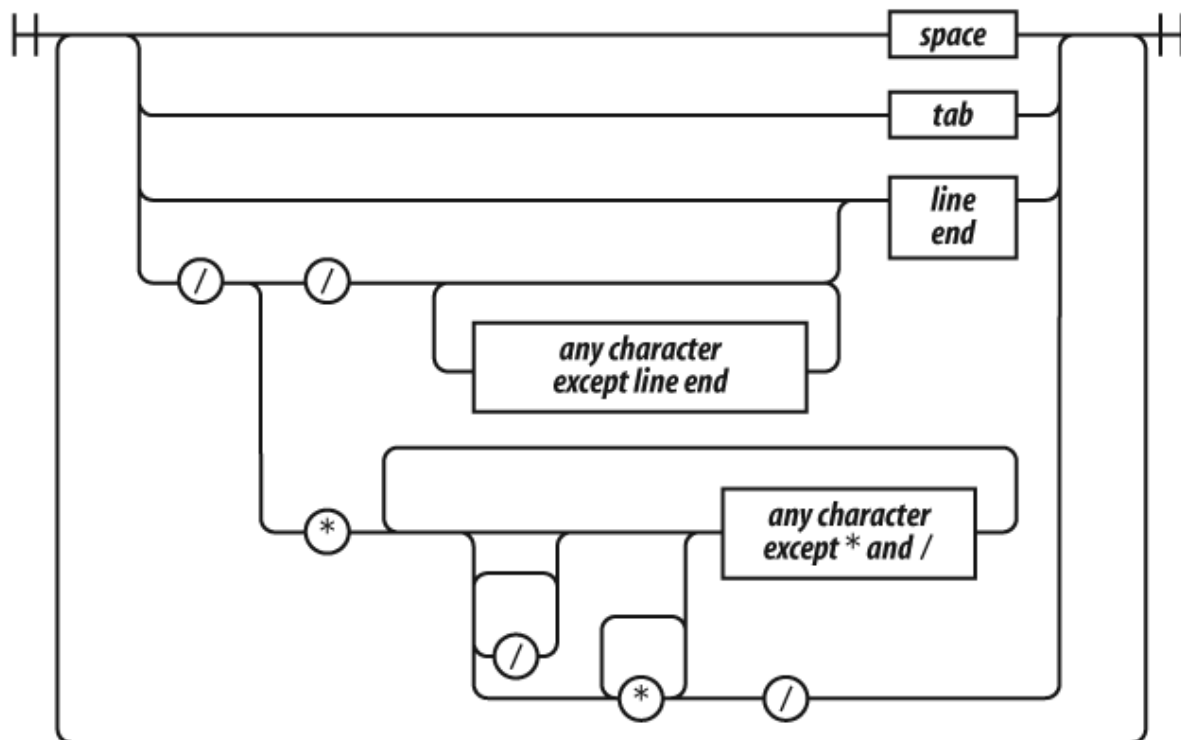 space
tab
line
end
/ /
any character
except line end
*
any character
except * and /
/
* /